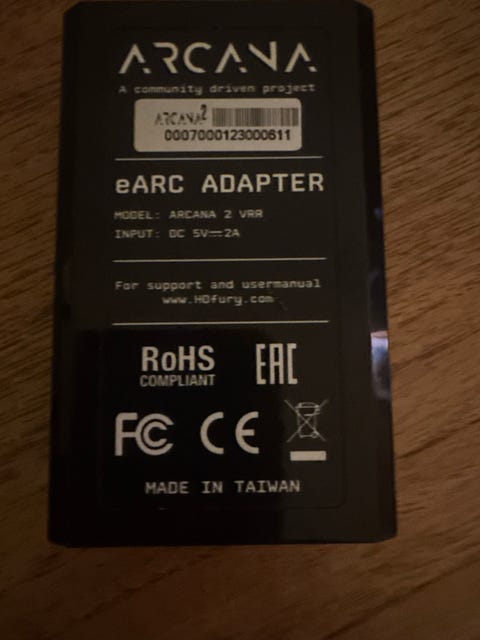 ARCANA
A community driven project
ARCANA2
0007000123000611
eARC ADAPTER
MODEL: ARCANA 2 VRR
INPUT: DC 5V⎓2A
For support and usermanual
www.HDfury.com
RoHS
COMPLIANT
EAC
FC CE
MADE IN TAIWAN